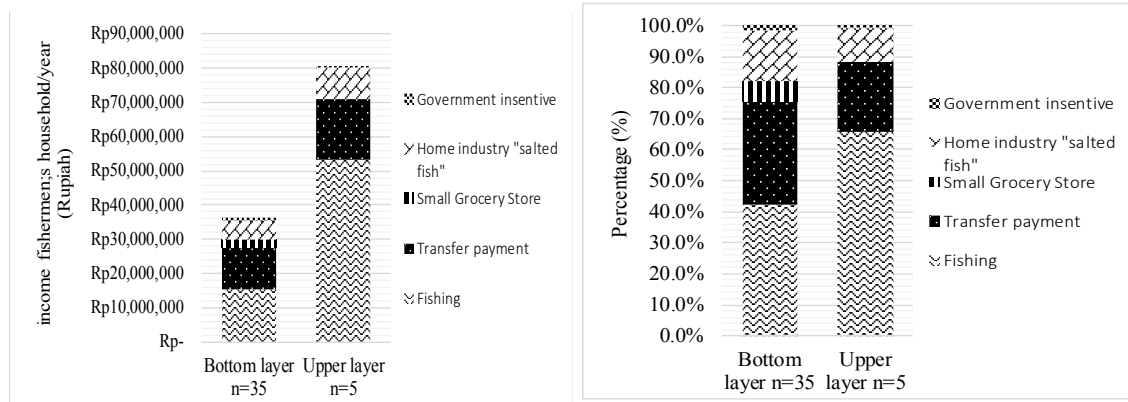 income fishermen;s household/year
((Rupiah)
Rp90,000,000
Rp80,000,000
Rp70,000,000
Rp60,000,000
Rp50,000,000
Rp40,000,000
Rp30,000,000
Rp20,000,000
Rp10,000,000
Rp-
Bottom layer
n=35
Upper layer
n=5
Government insentive
Home industry "salted
fish"
Small Grocery Store
Transfer payment
Fishing
Percentage (%)
100.0%
90.0%
80.0%
70.0%
60.0%
50.0%
40.0%
30.0%
20.0%
10.0%
0.0%
Bottom
layer n=35
Upper
layer n=5
Government insentive
Home industry "salted
fish"
Small Grocery Store
Transfer payment
Fishing